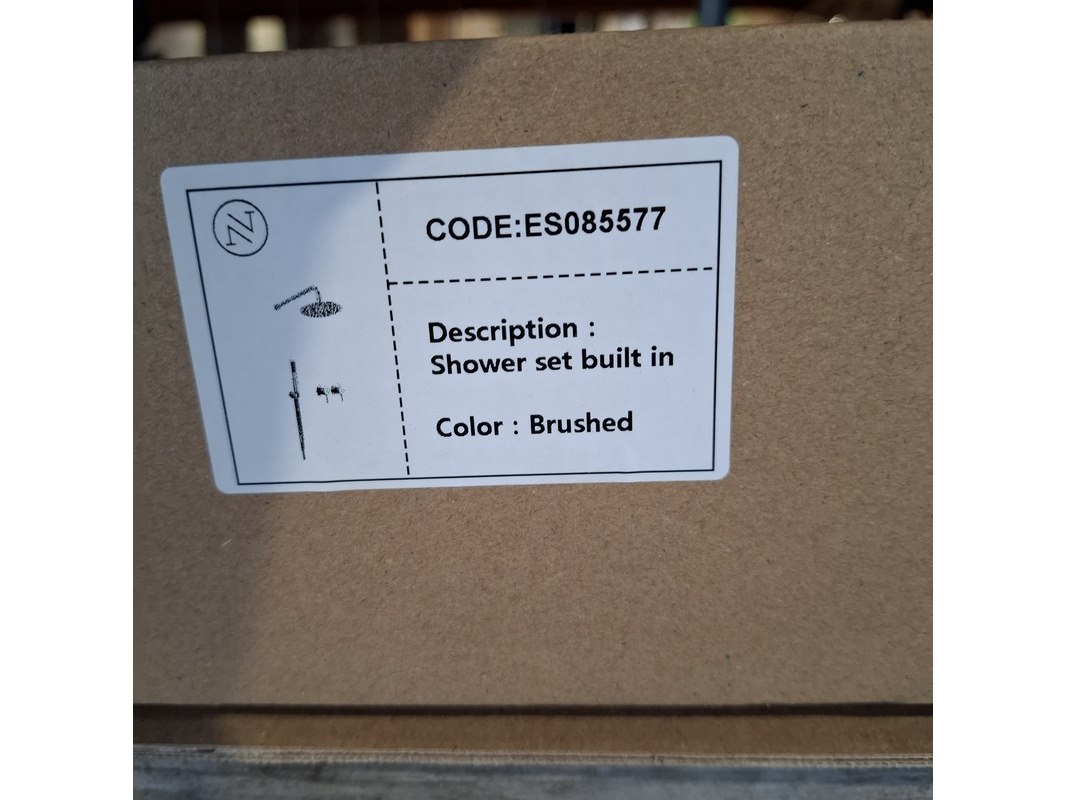 CODE:ES085577
Description :
Shower set built in
Color : Brushed